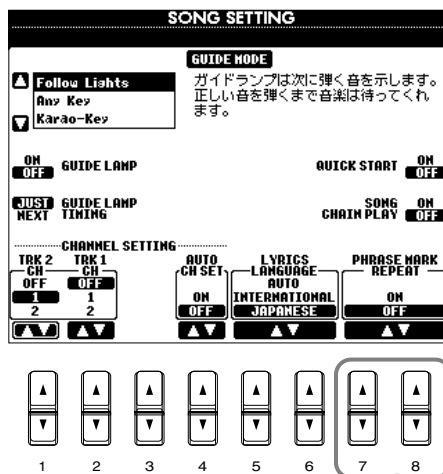 SONG SETTING
GUIDE MODE
Follow Lights
Any Key
Karao-Key
ガイドランプは次に弾く音を示します。
正しい音を弾くまで音楽は待ってくれ
ます。
ON
OFF
GUIDE LAMP
QUICK START
ON
OFF
JUST
NEXT
GUIDE LAMP
TIMING
SONG
CHAIN PLAY
ON
OFF
CHANNEL SETTING
TRK 2
CH
OFF
1
2
TRK 1
CH
OFF
1
2
AUTO
CH SET
ON
OFF
LYRICS
LANGUAGE
AUTO
INTERNATIONAL
JAPANESE
PHRASE MARK
REPEAT
ON
OFF
1 2 3 4 5 6 7 8